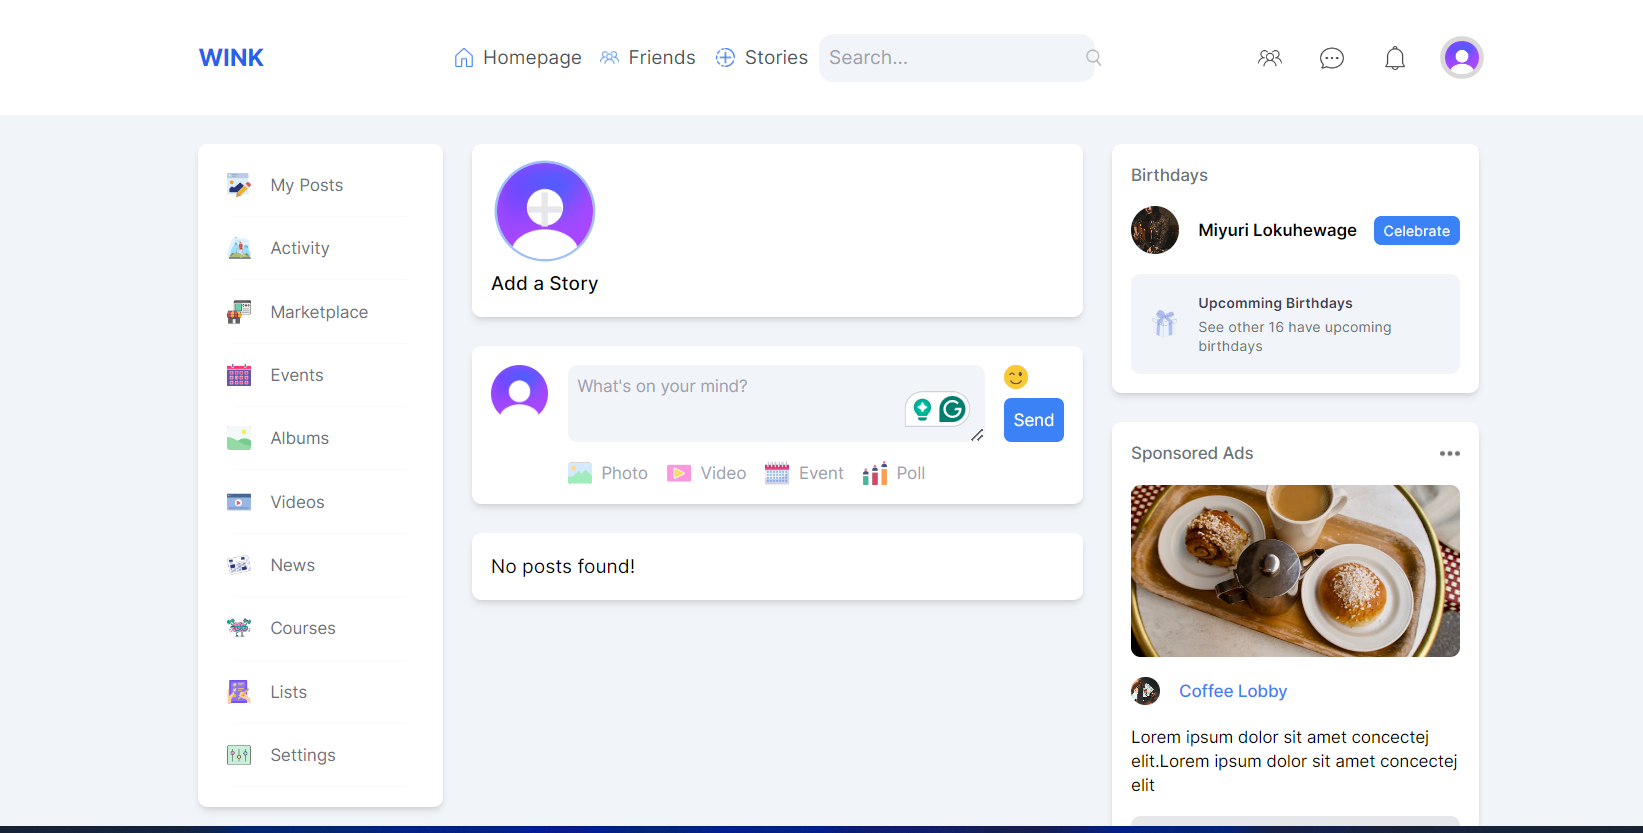 WINK
Homepage
Friends
Stories
Search...
My Posts
Activity
Marketplace
Events
Albums
Videos
News
Courses
Lists
Settings
Add a Story
What's on your mind?
Send
Photo
Video
Event
Poll
No posts found!
Birthdays
Miyuri Lokuhewage
Celebrate
Upcomming Birthdays
See other 16 have upcoming
birthdays
Sponsored Ads
Coffee Lobby
Lorem ipsum dolor sit amet concectej
elit.Lorem ipsum dolor sit amet concectej
elit